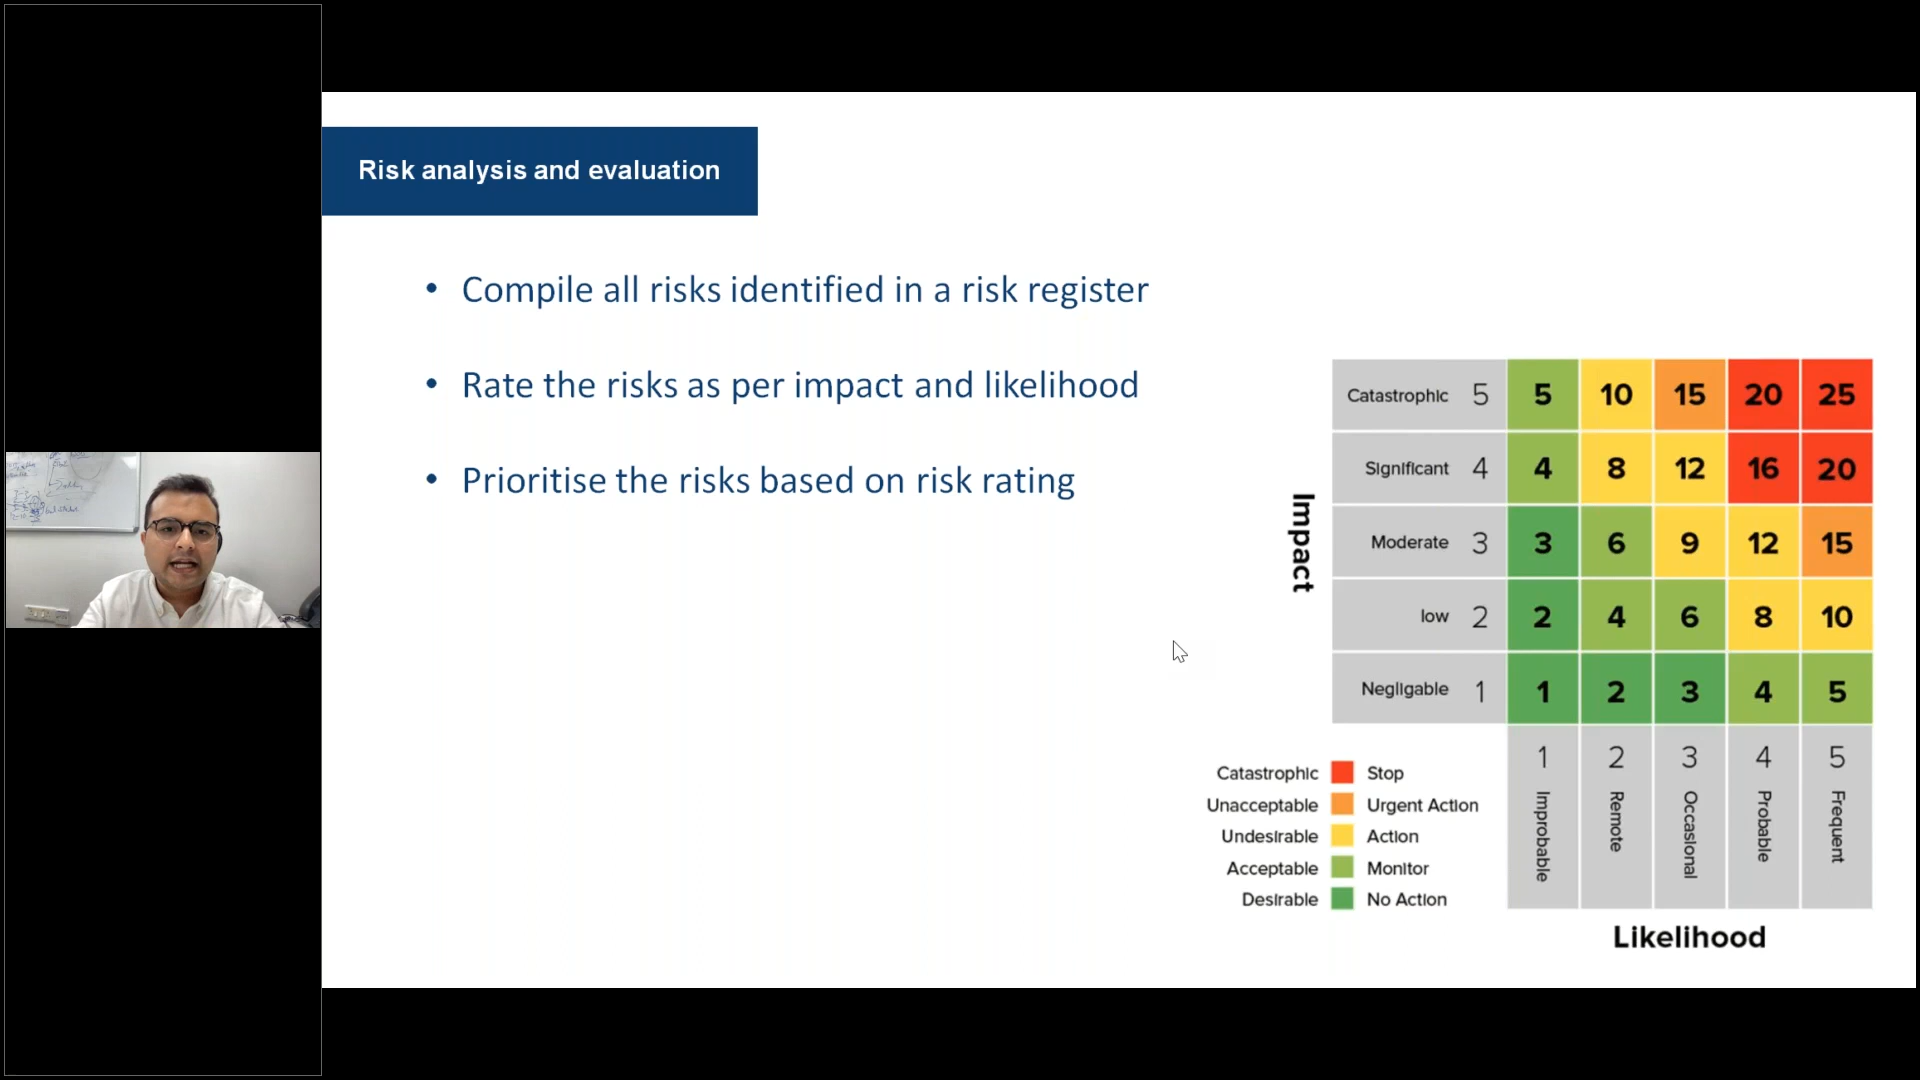 Risk analysis and evaluation
• Compile all risks identified in a risk register
• Rate the risks as per impact and likelihood
• Prioritise the risks based on risk rating
Impact
Catastrophic 5 5 10 15 20 25
Significant 4 4 8 12 16 20
Moderate 3 3 6 9 12 15
low 2 2 4 6 8 10
Negligable 1 1 2 3 4 5
1 2 3 4 5
Improbable Remote Occasional Probable Frequent
Likelihood
Catastrophic Stop
Unacceptable Urgent Action
Undesirable Action
Acceptable Monitor
Desirable No Action